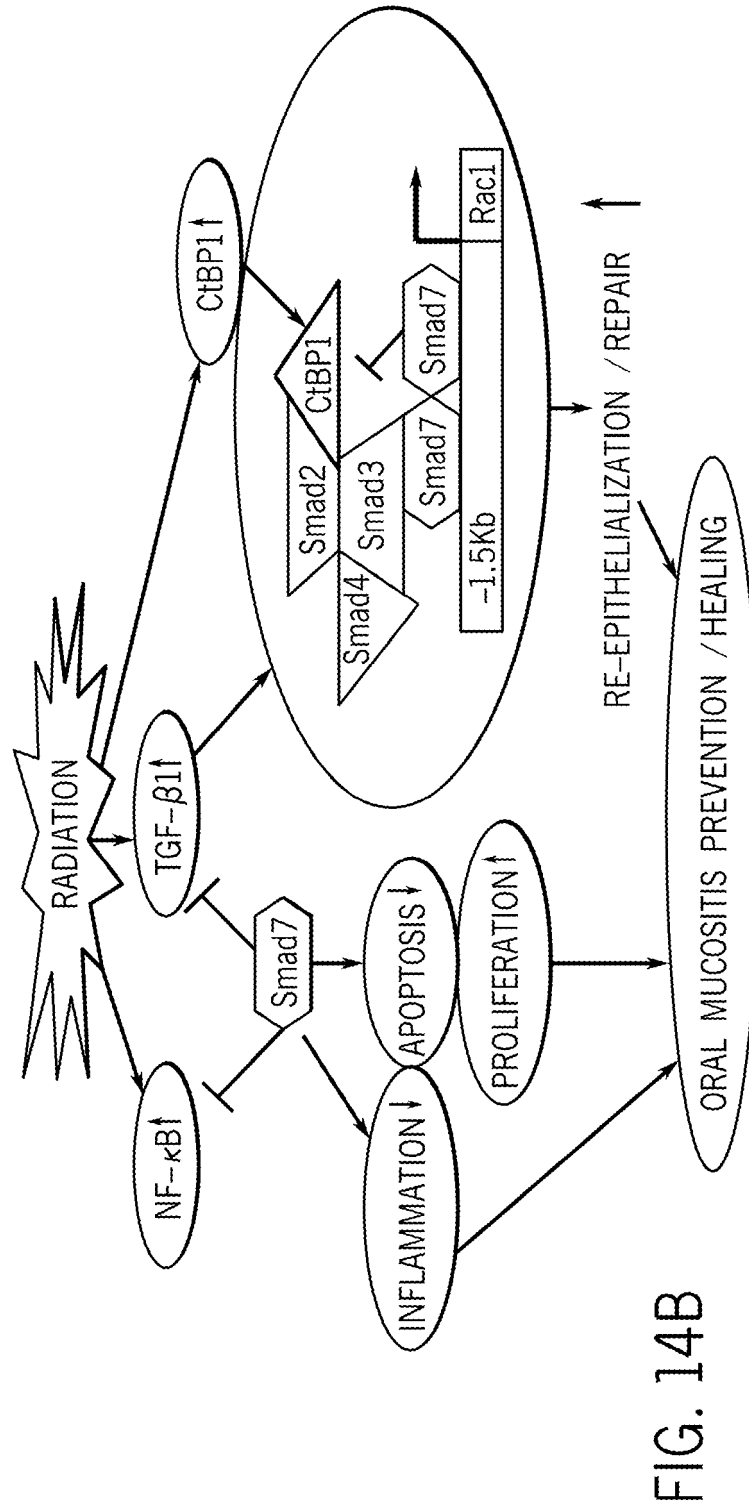 RADIATION
NF-κB↑
TGF-β1↑
CtBP1↑
Smad7
CtBP1
Smad2
Smad4
Smad3
Smad7
Smad7
-1.5Kb
Rac1
INFLAMMATION↓
APOPTOSIS↓
PROLIFERATION↑
RE-EPITHELIALIZATION / REPAIR ↑
ORAL MUCOSITIS PREVENTION / HEALING
FIG. 14B